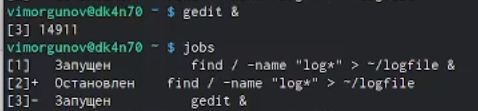 vimorgunov@dk4n70 ~ $ gedit &
[3] 14911
vimorgunov@dk4n70 ~ $ jobs
[1]   Запущен          find / -name "log*" > ~/logfile &
[2]+  Остановлен    find / -name "log*" > ~/logfile
[3]-  Запущен          gedit &